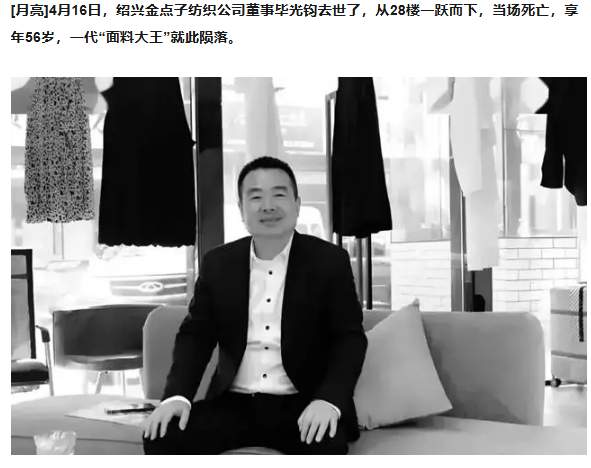 [月亮]4月16日，绍兴金点子纺织公司董事毕光钧去世了，从28楼一跃而下，当场死亡，享
年56岁，一代“面料大王”就此陨落。